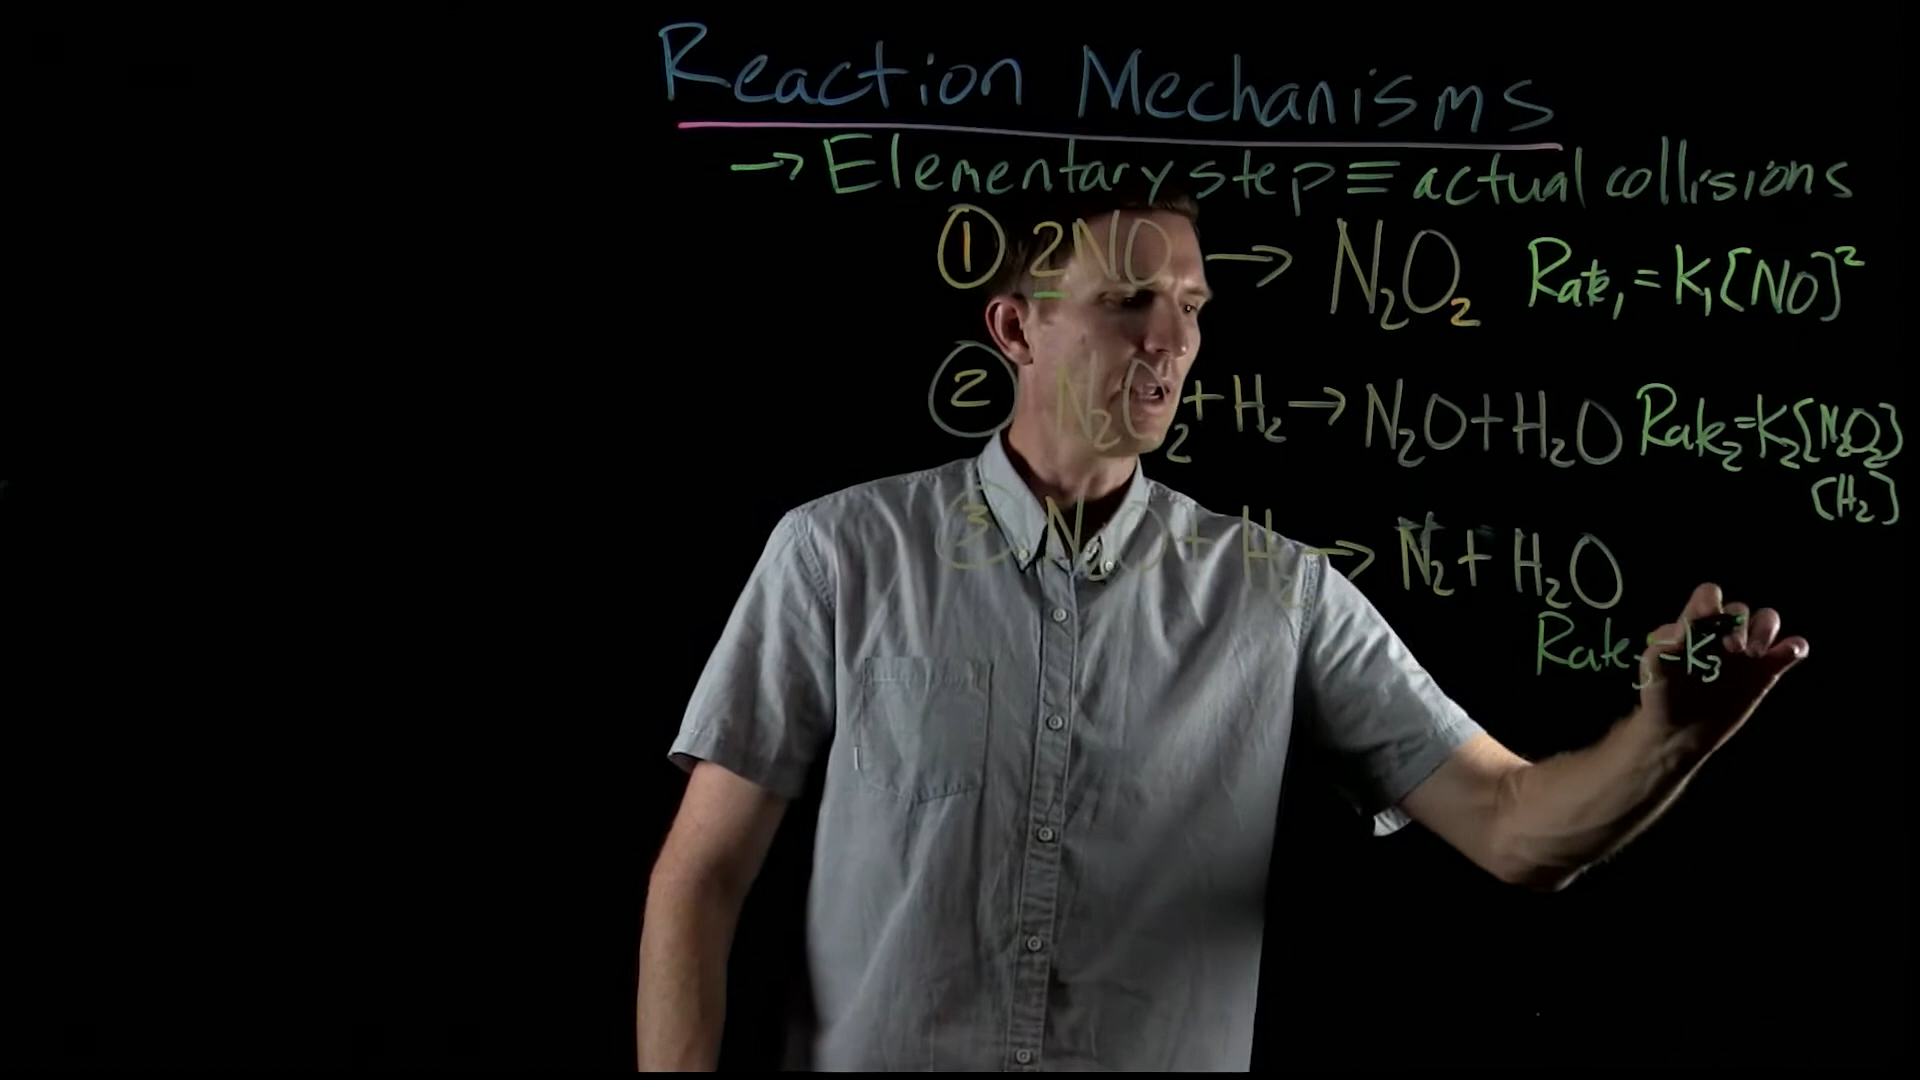 Reaction Mechanisms
→ Elementary step ≡ actual collisions
① 2NO → N₂O₂ Rate₁ = K₁[NO]²
② N₂O₂ + H₂ → N₂O + H₂O Rate₂ = K₂[N₂O₂]
[H₂]
③ N₂O + H₂ → N₂ + H₂O
Rate₃ = K₃